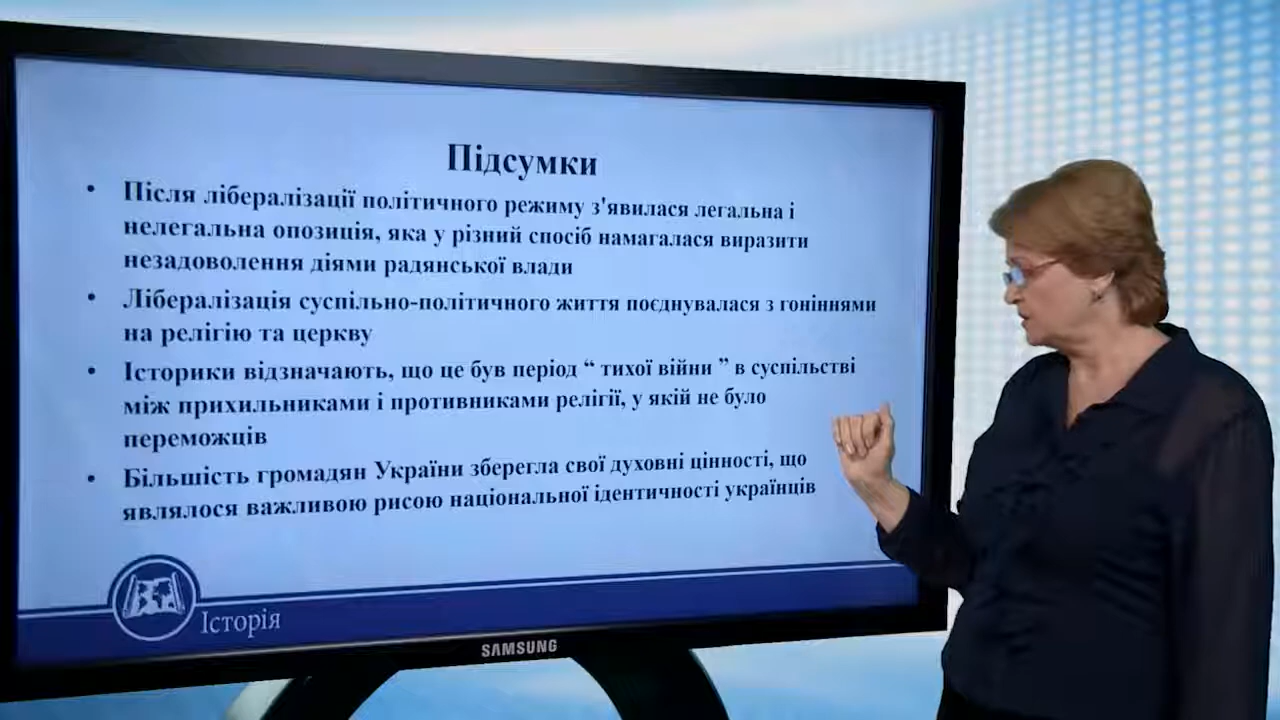 Підсумки
• Після лібералізації політичного режиму з'явилася легальна і
нелегальна опозиція, яка у різний спосіб намагалася виразити
незадоволення діями радянської влади
• Лібералізація суспільно-політичного життя поєднувалася з гоніннями
на релігію та церкву
• Історики відзначають, що це був період “ тихої війни ” в суспільстві
між прихильниками і противниками релігії, у якій не було
переможців
• Більшість громадян України зберегла свої духовні цінності, що
являлося важливою рисою національної ідентичності українців
Історія
SAMSUNG